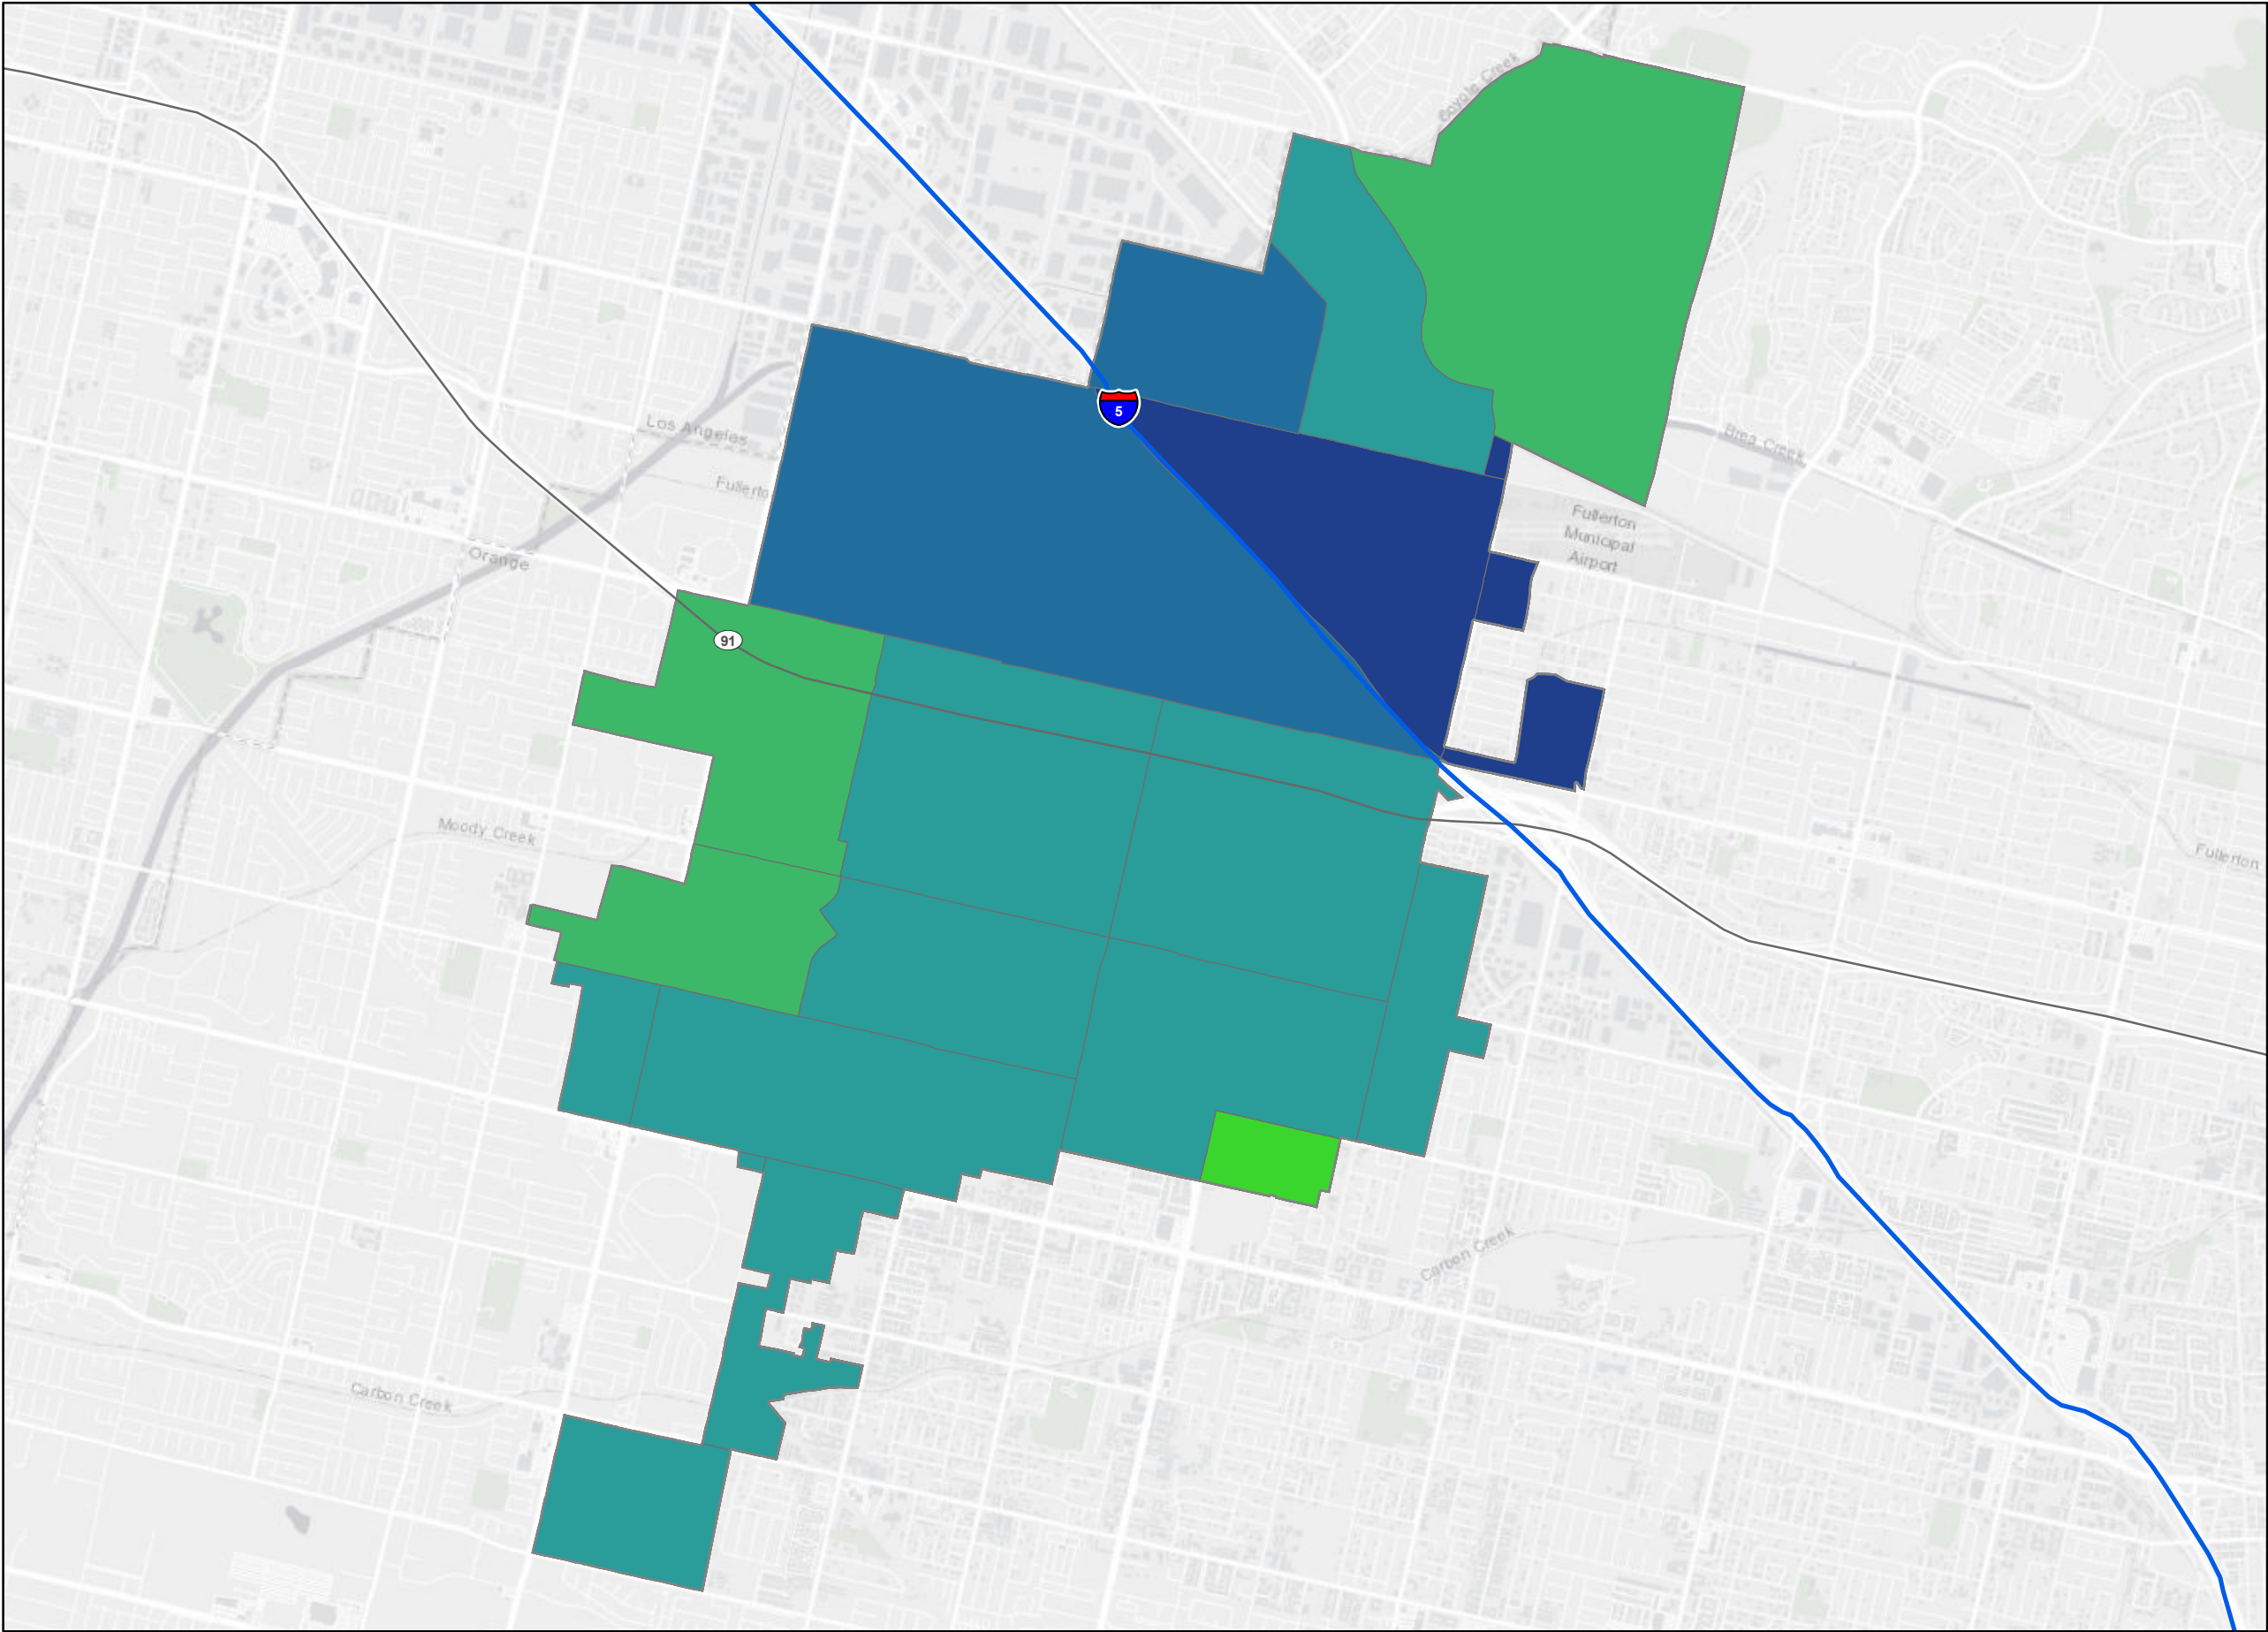 Coyote Creek
5
Los Angeles
Brea Creek
Fullerto
Fullerton
Municipal
Airport
Orange
91
Moody Creek
Fullerton
Carbon Creek
Carbon Creek